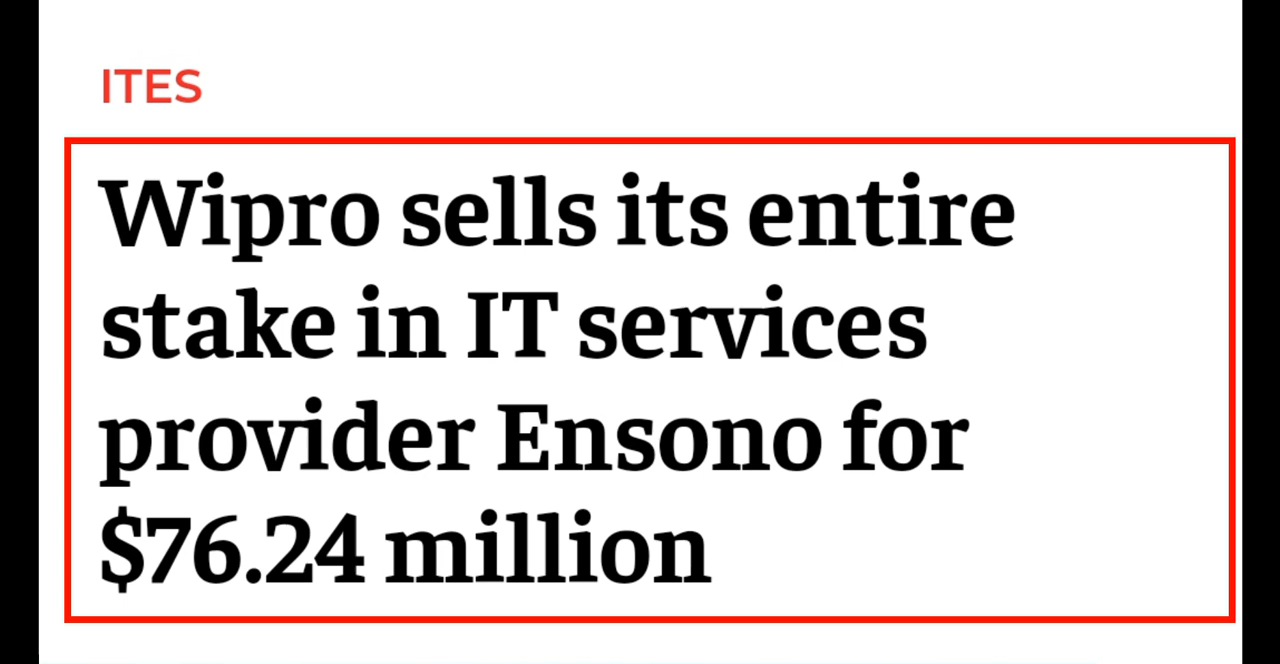 ITES
Wipro sells its entire
stake in IT services
provider Ensono for
$76.24 million